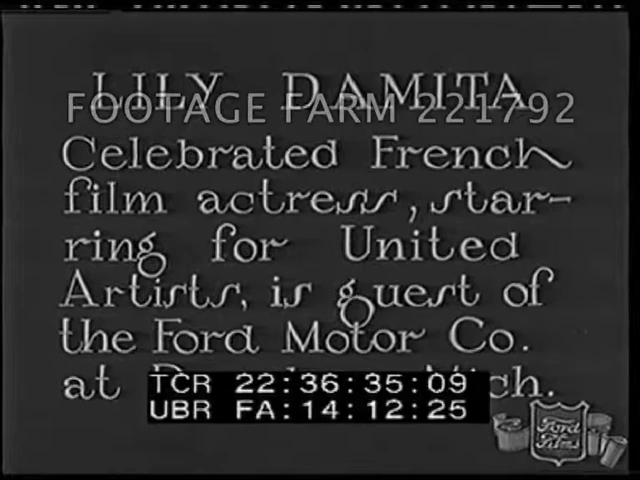 LILY DAMITA
FOOTAGE FARM 221792
Celebrated French
film actress, star-
ring for United
Artists, is guest of
the Ford Motor Co.
at
TCR 22:36:35:09
UBR FA:14:12:25
Ford
Films